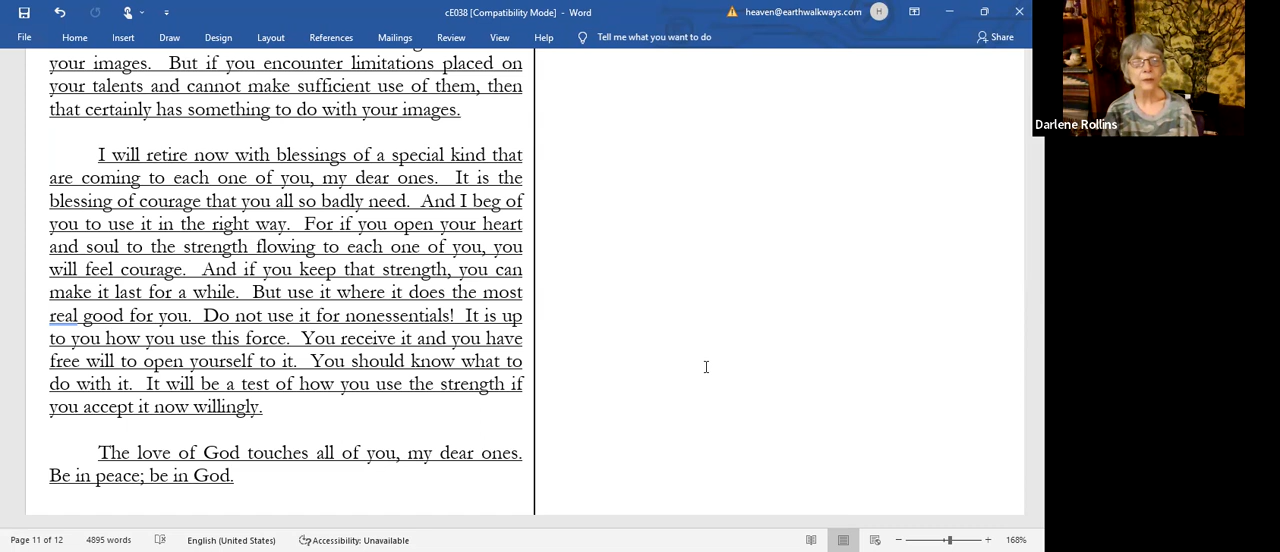 cE038 [Compatibility Mode] - Word
heaven@earthwalkways.com
H
File Home Insert Draw Design Layout References Mailings Review View Help Tell me what you want to do Share
your images. But if you encounter limitations placed on
your talents and cannot make sufficient use of them, then
that certainly has something to do with your images.
I will retire now with blessings of a special kind that
are coming to each one of you, my dear ones. It is the
blessing of courage that you all so badly need. And I beg of
you to use it in the right way. For if you open your heart
and soul to the strength flowing to each one of you, you
will feel courage. And if you keep that strength, you can
make it last for a while. But use it where it does the most
real good for you. Do not use it for nonessentials! It is up
to you how you use this force. You receive it and you have
free will to open yourself to it. You should know what to
do with it. It will be a test of how you use the strength if
you accept it now willingly.
The love of God touches all of you, my dear ones.
Be in peace; be in God.
Darlene Rollins
Page 11 of 12 4895 words English (United States) Accessibility: Unavailable 168%